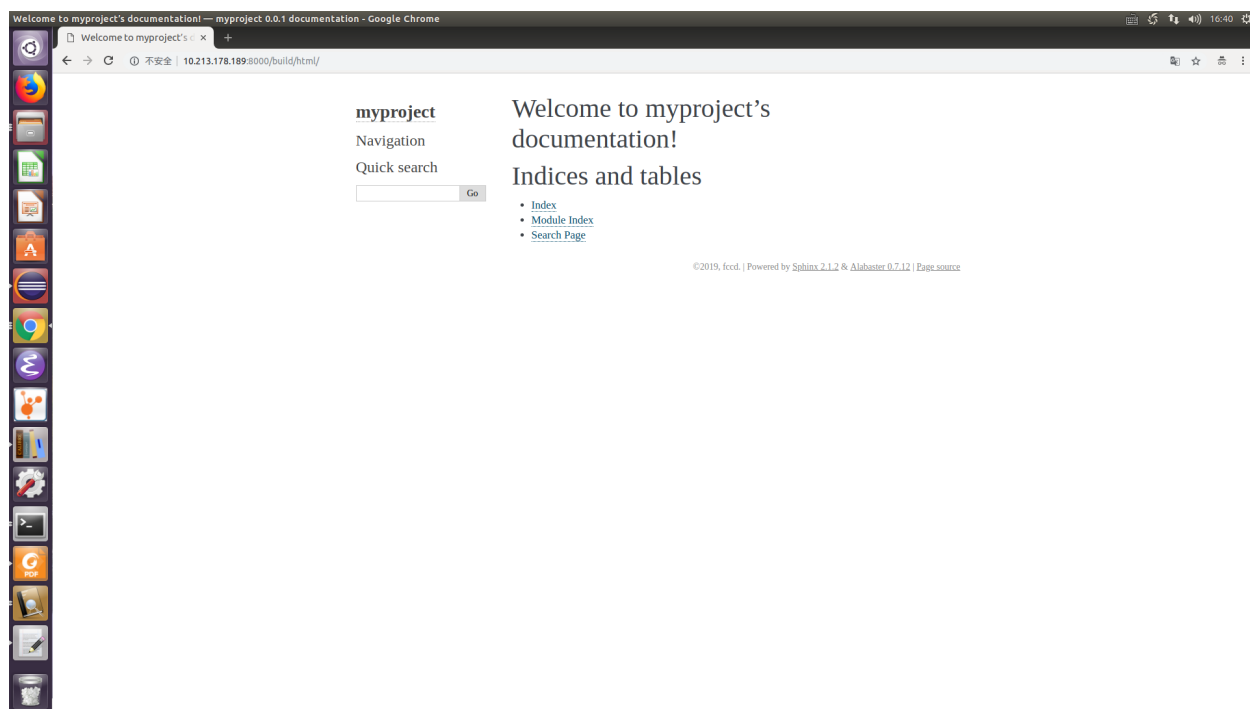 Welcome to myproject's documentation! — myproject 0.0.1 documentation - Google Chrome
16:40
Welcome to myproject's d
不安全 | 10.213.178.189:8000/build/html/
myproject
Navigation
Quick search
Go
Welcome to myproject’s
documentation!
Indices and tables
• Index
• Module Index
• Search Page
©2019, fccd. | Powered by Sphinx 2.1.2 & Alabaster 0.7.12 | Page source
PDF